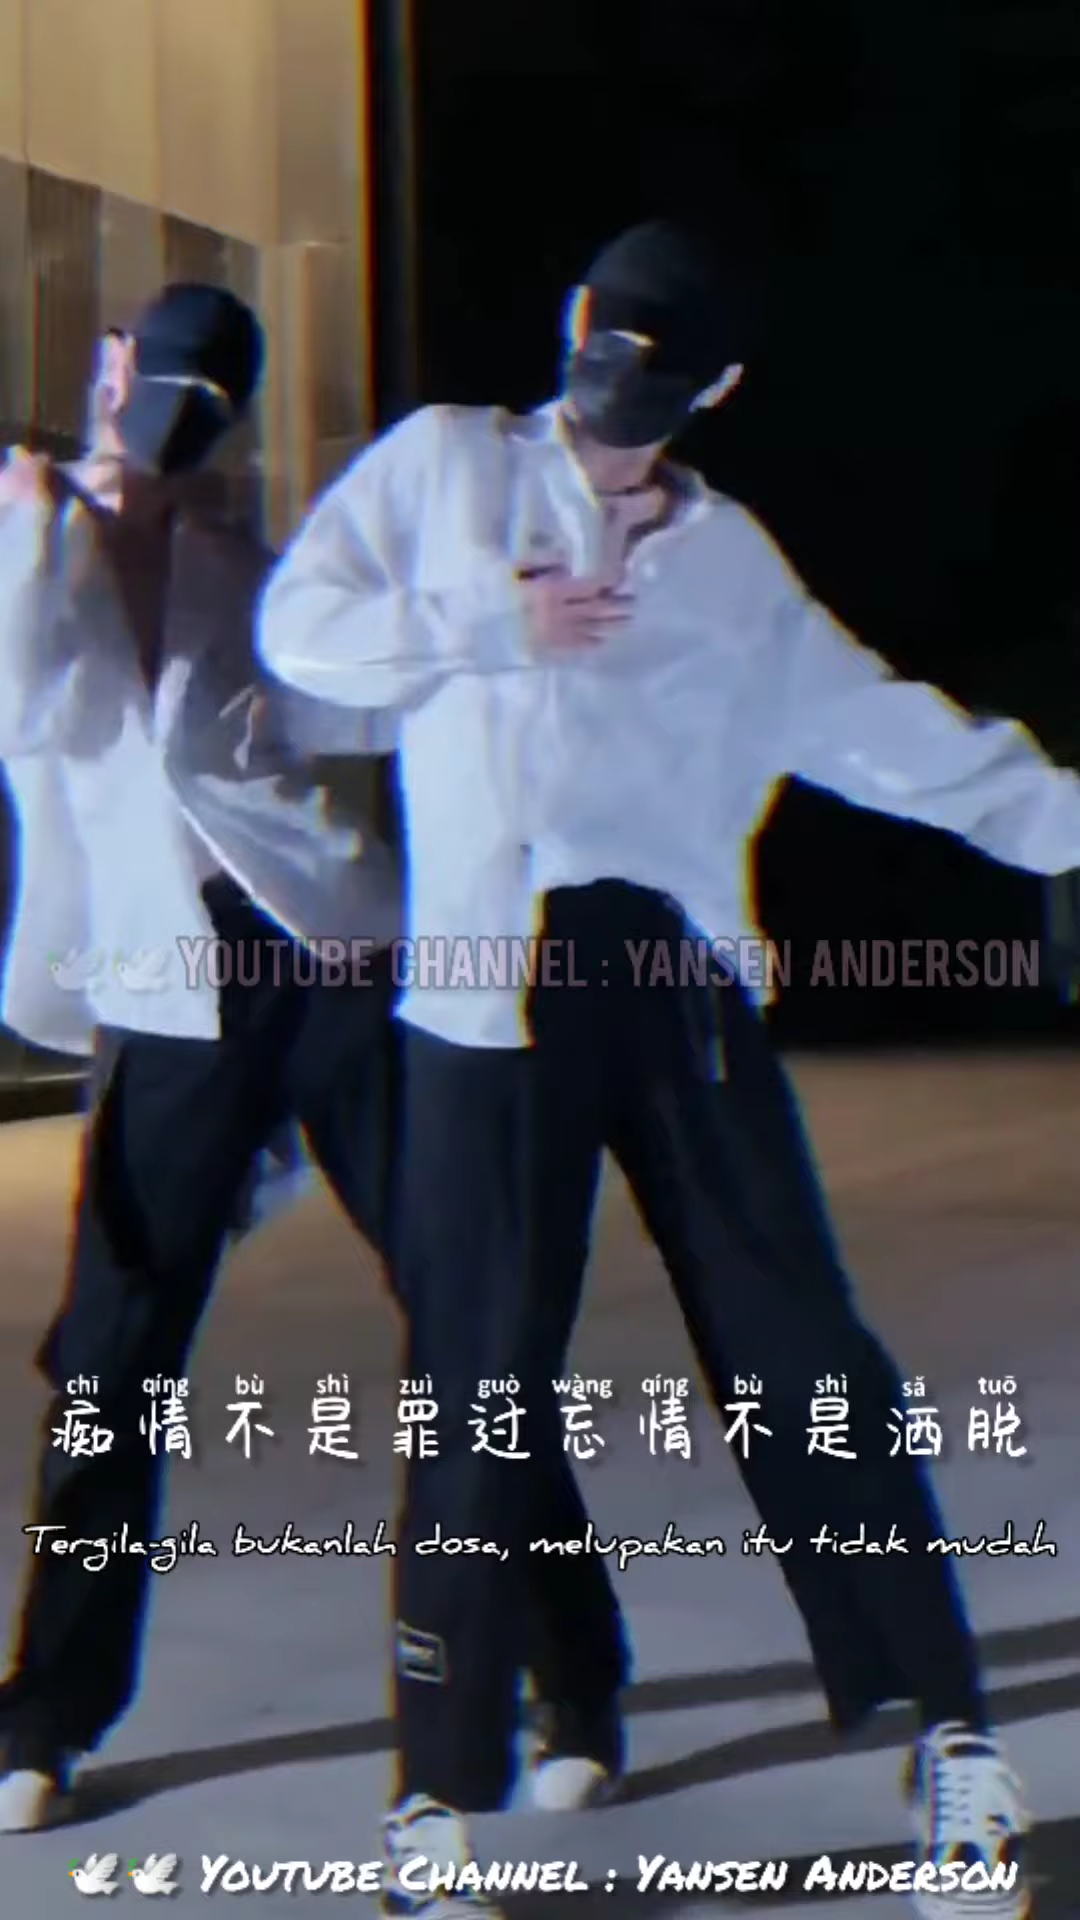 🕊️🕊️ YOUTUBE CHANNEL : YANSEN ANDERSON
chī qíng bù shì zuì guò wàng qíng bù shì sǎ tuō
痴情不是罪过忘情不是洒脱
Tergila-gila bukanlah dosa, melupakan itu tidak mudah
🕊️🕊️ YOUTUBE CHANNEL : YANSEN ANDERSON